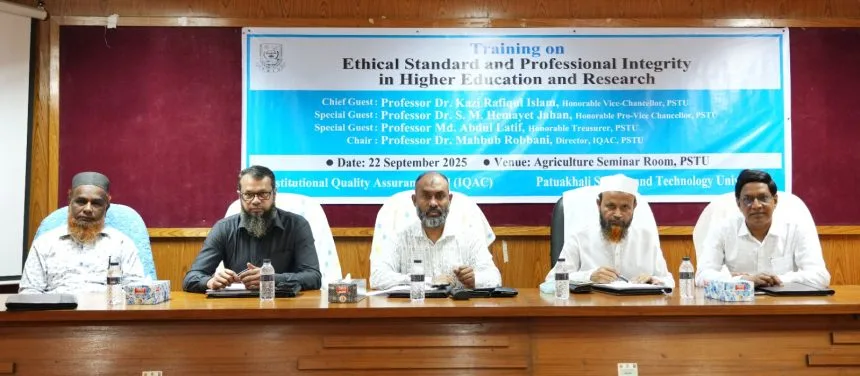 Training on
Ethical Standard and Professional Integrity
in Higher Education and Research
Chief Guest : Professor Dr. Kazi Rafiqul Islam, Honorable Vice-Chancellor, PSTU
Special Guest : Professor Dr. S. M. Hemayet Jahan, Honorable Pro-Vice Chancellor, PSTU
Special Guest : Professor Md. Abdul Latif, Honorable Treasurer, PSTU
Chair : Professor Dr. Mahbub Robbani, Director, IQAC, PSTU
● Date: 22 September 2025 ● Venue: Agriculture Seminar Room, PSTU
stitutional Quality Assuran (IQAC) Patuakhali S and Technology Uni